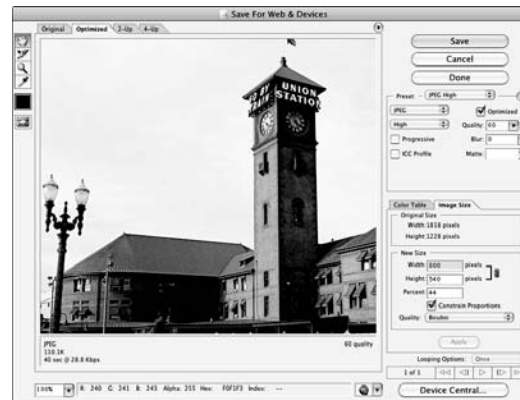 Save For Web & Devices
Original Optimized 2-Up 4-Up
Save
Cancel
Done
Preset: JPEG High
JPEG Optimized
High Quality: 60
Progressive Blur: 0
ICC Profile Matte:
Color Table Image Size
Original Size
Width: 1818 pixels
Height: 1228 pixels
New Size
Width: 800 pixels
Height: 540 pixels
Percent: 44
Constrain Proportions
Quality: Bicubic
Apply
Looping Options: Once
1 of 1
Device Central...
GO BY TRAIN
UNION STATION
JPEG 60 quality
110.1K
40 sec @ 28.8 Kbps
100% R: 240 G: 241 B: 243 Alpha: 255 Hex: F0F1F3 Index: --